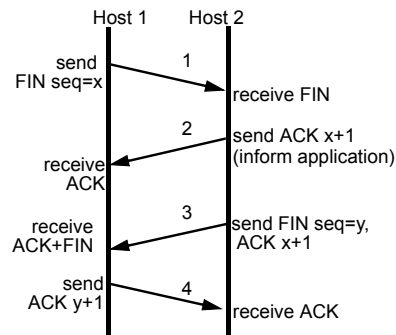 Host 1 Host 2
send
FIN seq=x
1
receive FIN
2
send ACK x+1
(inform application)
receive
ACK
3
send FIN seq=y,
ACK x+1
receive
ACK+FIN
send
ACK y+1
4
receive ACK